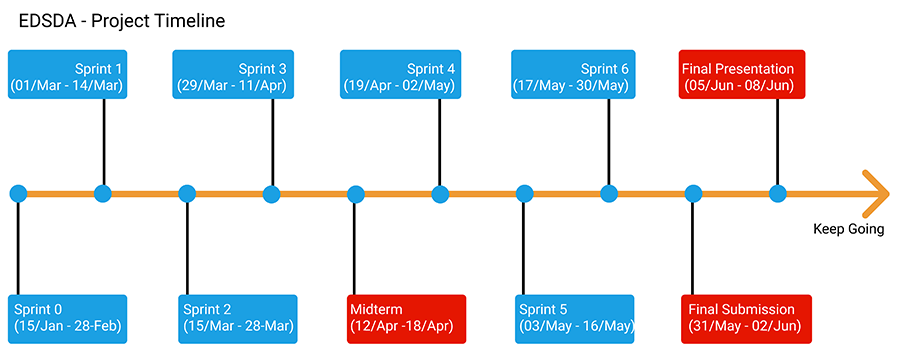 EDSDA - Project Timeline
Sprint 1
(01/Mar - 14/Mar)
Sprint 3
(29/Mar - 11/Apr)
Sprint 4
(19/Apr - 02/May)
Sprint 6
(17/May - 30/May)
Final Presentation
(05/Jun - 08/Jun)
Keep Going
Sprint 0
(15/Jan - 28-Feb)
Sprint 2
(15/Mar - 28-Mar)
Midterm
(12/Apr -18/Apr)
Sprint 5
(03/May - 16/May)
Final Submission
(31/May - 02/Jun)